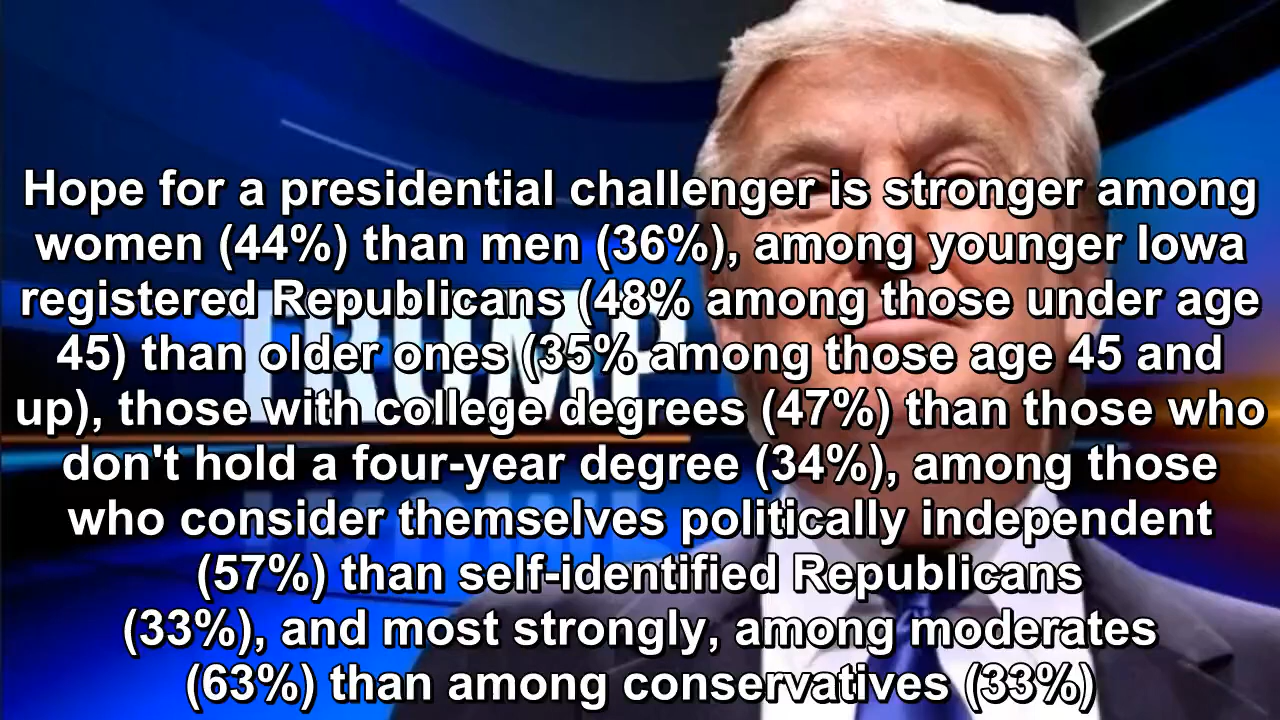 Hope for a presidential challenger is stronger among
women (44%) than men (36%), among younger Iowa
registered Republicans (48% among those under age
45) than older ones (35% among those age 45 and
up), those with college degrees (47%) than those who
don't hold a four-year degree (34%), among those
who consider themselves politically independent
(57%) than self-identified Republicans
(33%), and most strongly, among moderates
(63%) than among conservatives (33%)
TRUMP